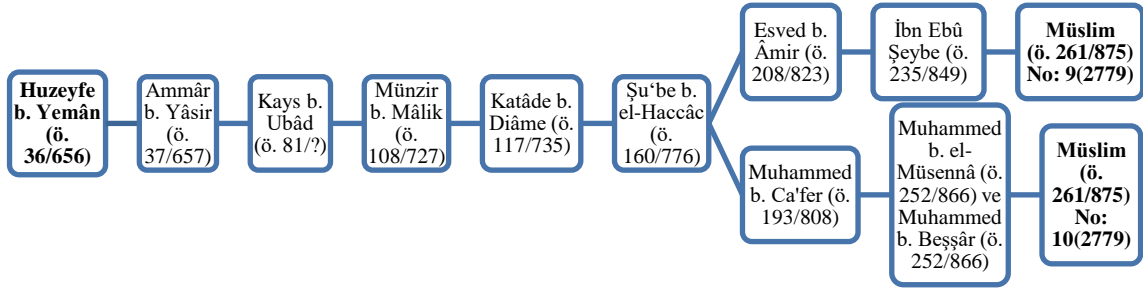 Huzeyfe
b. Yemân
(ö.
36/656)
Ammâr
b. Yâsir
(ö.
37/657)
Kays b.
Ubâd
(ö. 81/?)
Münzir
b. Mâlik
(ö.
108/727)
Katâde b.
Diâme (ö.
117/735)
Şu‘be b.
el-Haccâc
(ö.
160/776)
Esved b.
Âmir (ö.
208/823)
İbn Ebû
Şeybe (ö.
235/849)
Müslim
(ö. 261/875)
No: 9(2779)
Muhammed
b. Ca'fer (ö.
193/808)
Muhammed
b. el-
Müsennâ (ö.
252/866) ve
Muhammed
b. Beşşâr (ö.
252/866)
Müslim
(ö.
261/875)
No:
10(2779)